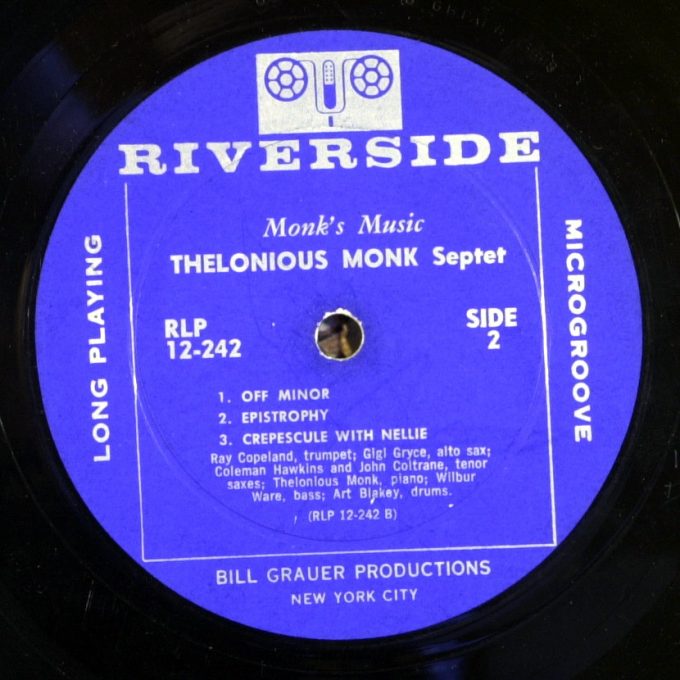 RIVERSIDE
Monk's Music
THELONIOUS MONK Septet
RLP
12-242
SIDE
2
LONG PLAYING
MICROGROOVE
1. OFF MINOR
2. EPISTROPHY
3. CREPESCULE WITH NELLIE
Ray Copeland, trumpet; Gigi Gryce, alto sax;
Coleman Hawkins and John Coltrane, tenor
saxes; Thelonious Monk, piano; Wilbur
Ware, bass; Art Blakey, drums.
(RLP 12-242 B)
BILL GRAUER PRODUCTIONS
NEW YORK CITY